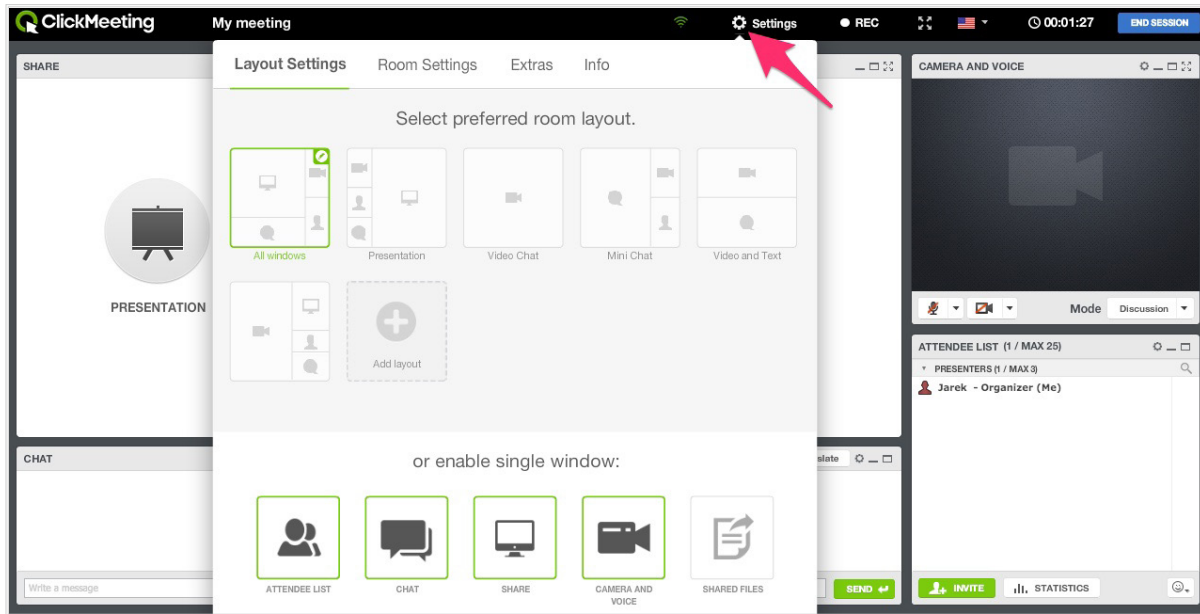 ClickMeeting
My meeting
Settings
REC
00:01:27
END SESSION
SHARE
Layout Settings
Room Settings
Extras
Info
CAMERA AND VOICE
Select preferred room layout.
All windows
Presentation
Video Chat
Mini Chat
Video and Text
PRESENTATION
Add layout
Mode
Discussion
ATTENDEE LIST (1 / MAX 25)
PRESENTERS (1 / MAX 3)
Jarek - Organizer (Me)
CHAT
slate
or enable single window:
ATTENDEE LIST
CHAT
SHARE
CAMERA AND
VOICE
SHARED FILES
Write a message
SEND
INVITE
STATISTICS